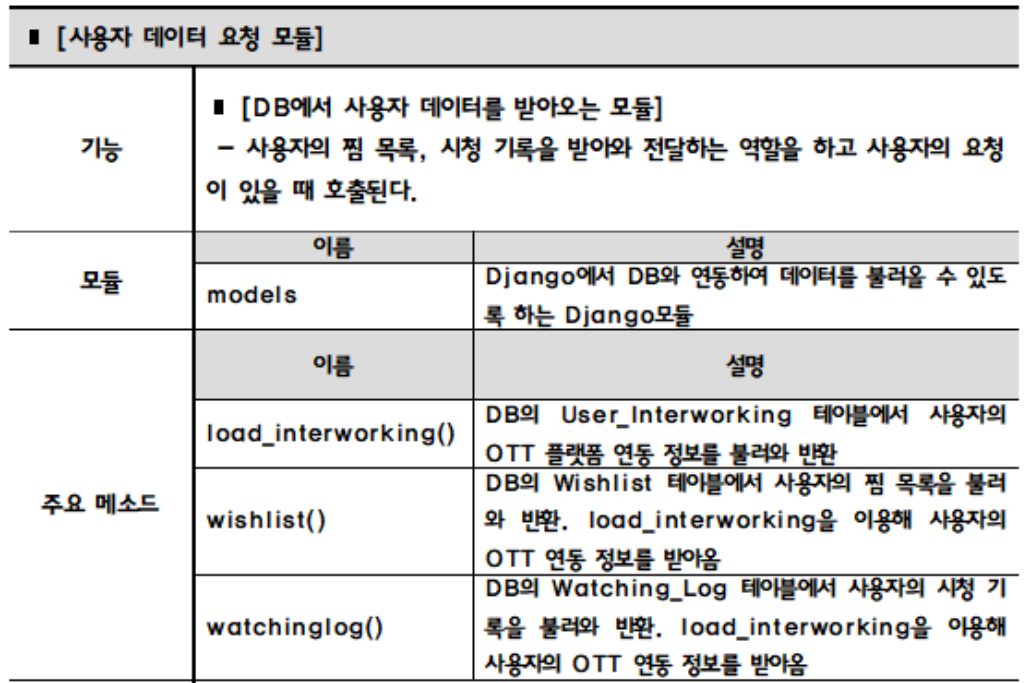 ■ [사용자 데이터 요청 모듈]
기능
■ [DB에서 사용자 데이터를 받아오는 모듈]
- 사용자의 찜 목록, 시청 기록을 받아와 전달하는 역할을 하고 사용자의 요청
이 있을 때 호출된다.
모듈
이름 설명
models
Django에서 DB와 연동하여 데이터를 불러올 수 있도
록 하는 Django모듈
주요 메소드
이름 설명
load_interworking()
DB의 User_Interworking 테이블에서 사용자의
OTT 플랫폼 연동 정보를 불러와 반환
wishlist()
DB의 Wishlist 테이블에서 사용자의 찜 목록을 불러
와 반환. load_interworking을 이용해 사용자의
OTT 연동 정보를 받아옴
watchinglog()
DB의 Watching_Log 테이블에서 사용자의 시청 기
록을 불러와 반환. load_interworking을 이용해
사용자의 OTT 연동 정보를 받아옴